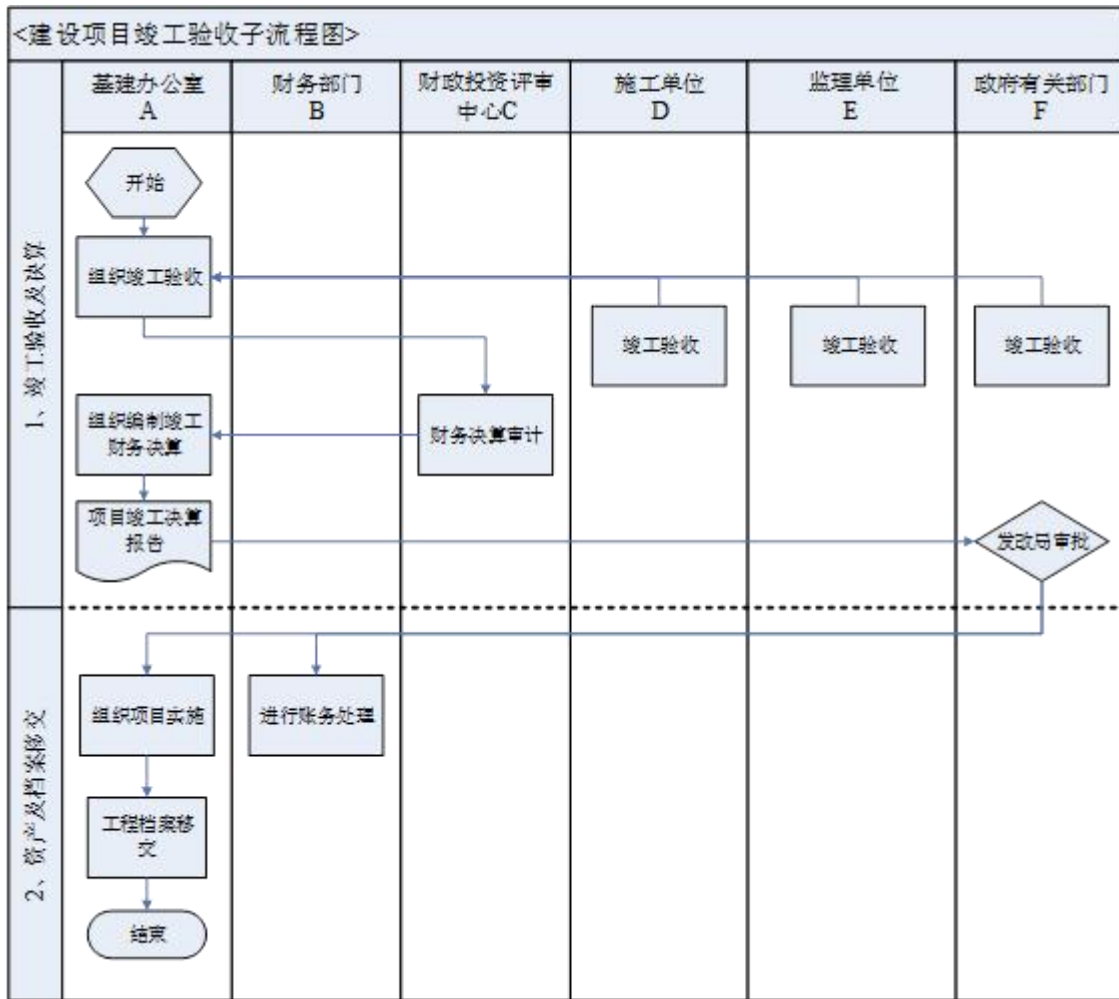 <建设项目竣工验收子流程图>
基建办公室
A
财务部门
B
财政投资评审
中心C
施工单位
D
监理单位
E
政府有关部门
F
1、竣工验收及决算
开始
组织竣工验收
竣工验收
竣工验收
竣工验收
组织编制竣工
财务决算
财务决算审计
项目竣工决算
报告
发改局审批
2、资产及档案移交
组织项目实施
进行账务处理
工程档案移
交
结束